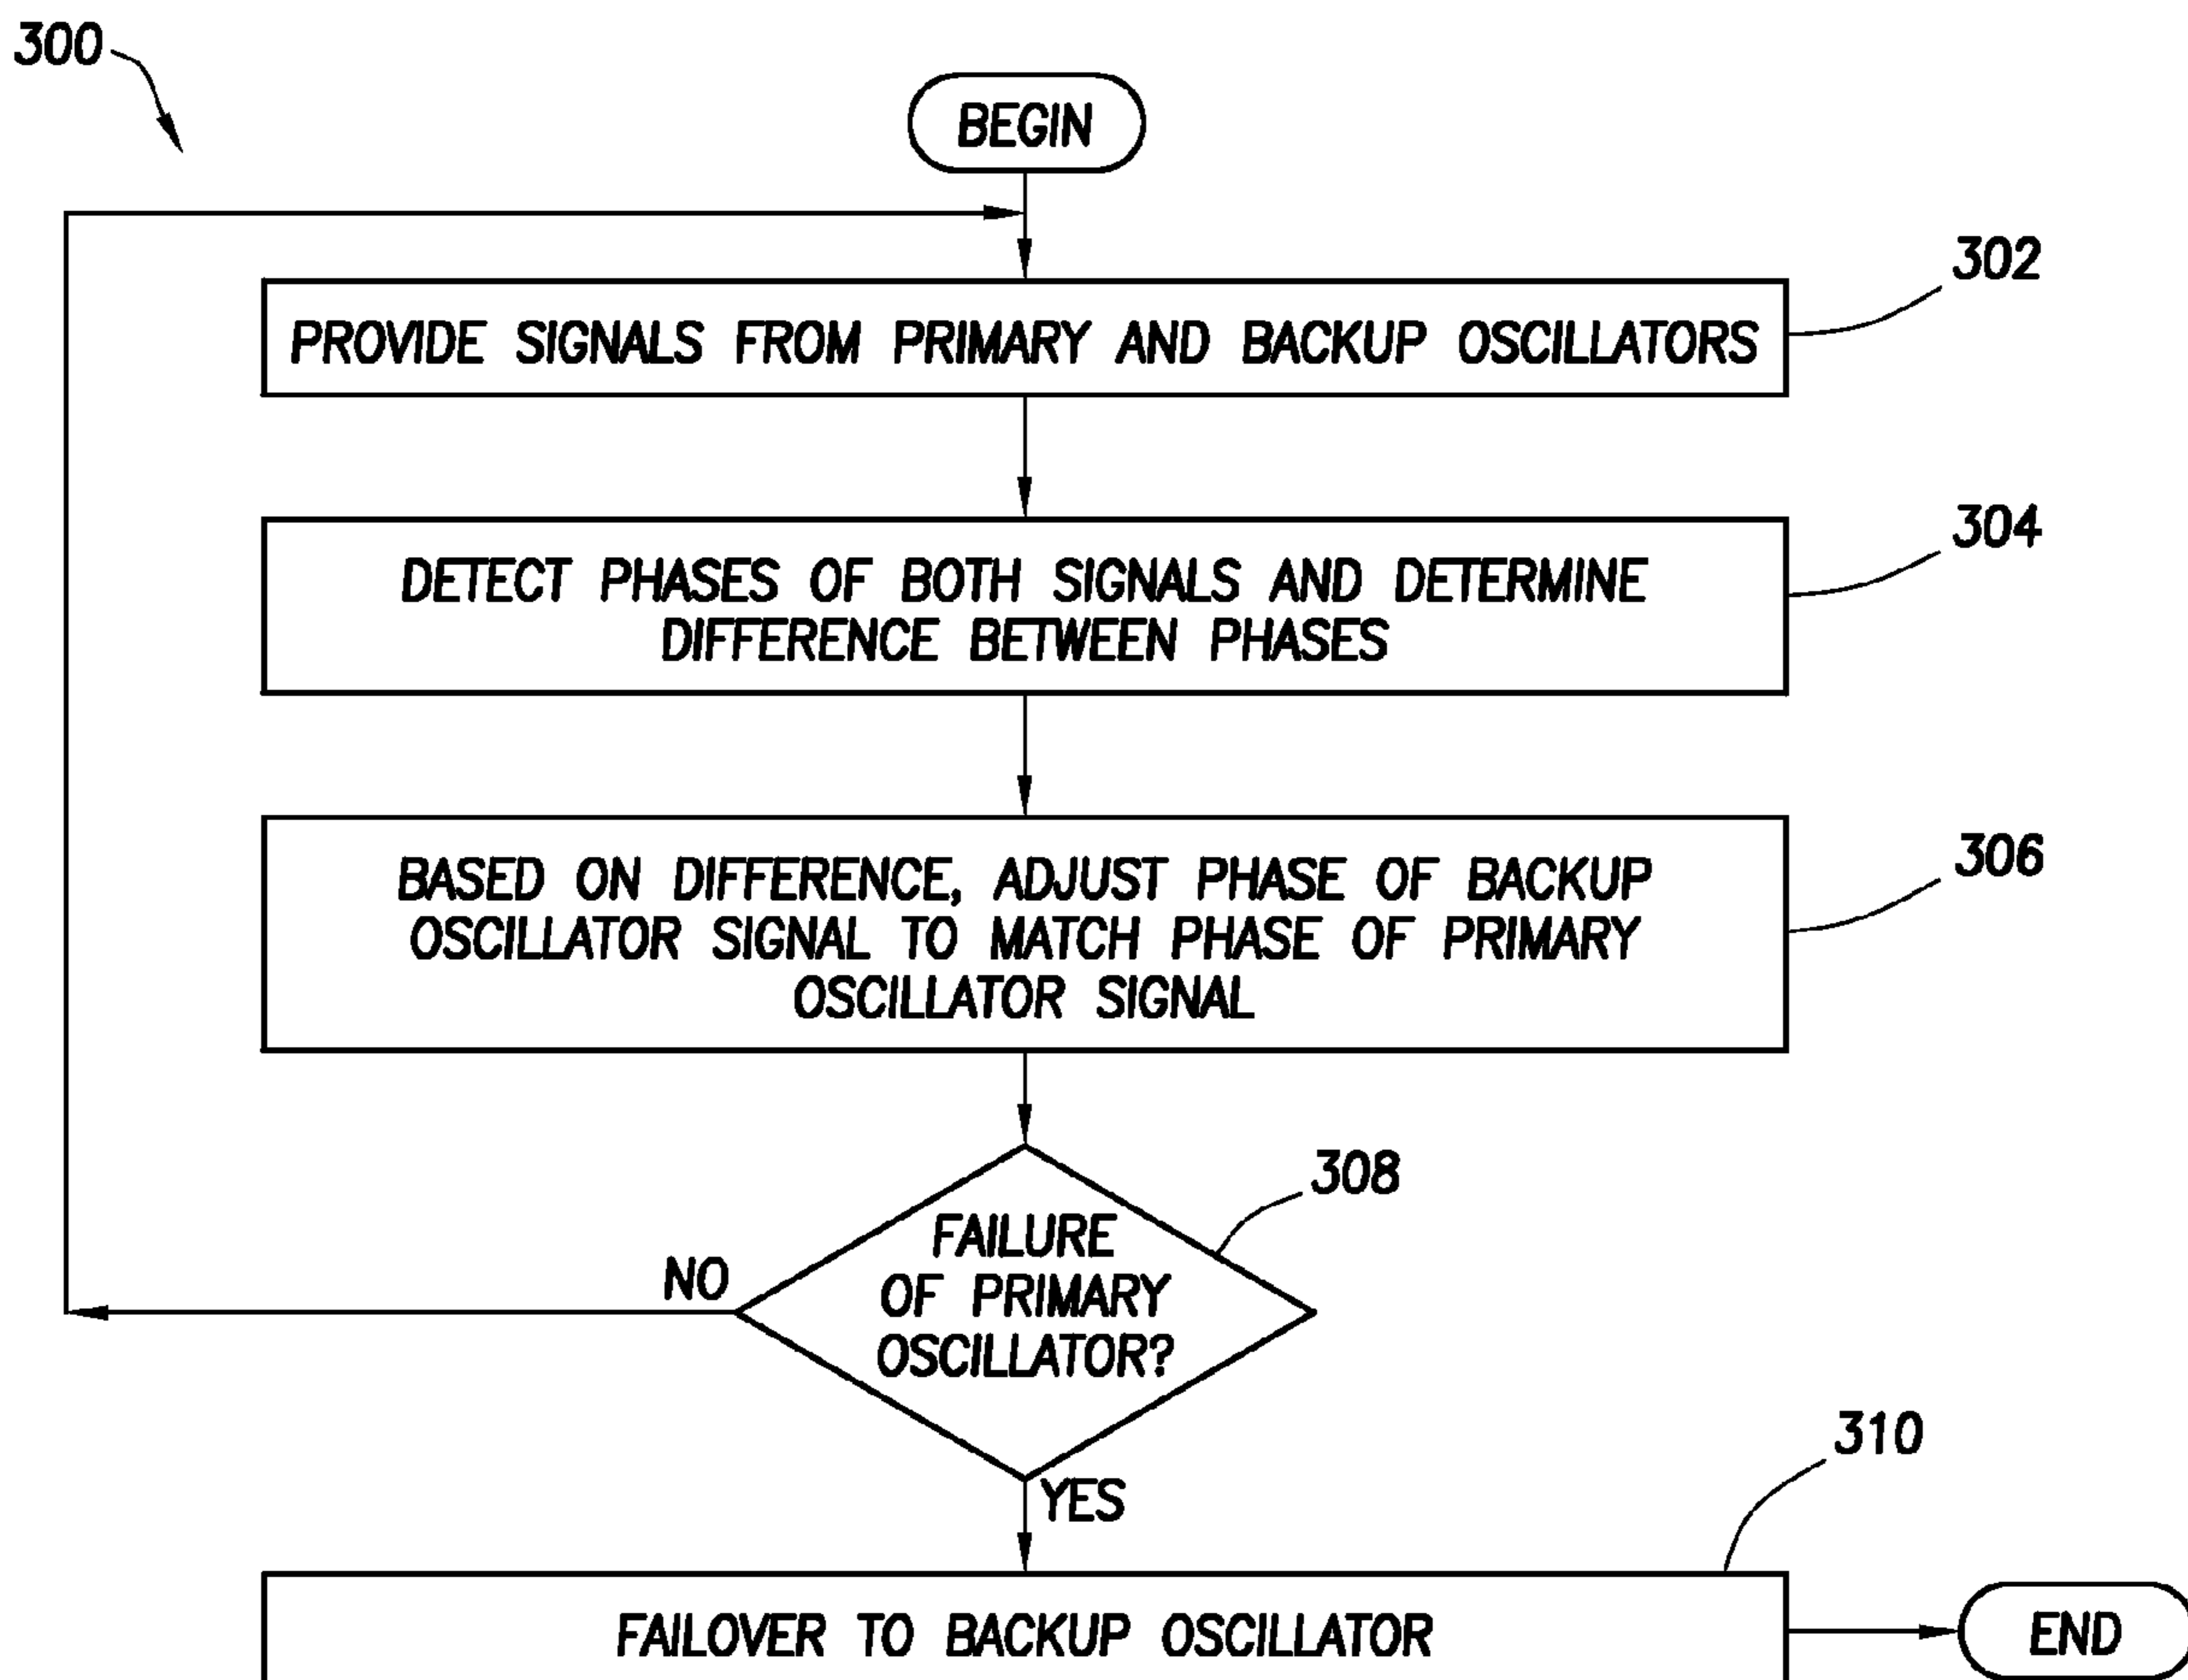 300
BEGIN
302
PROVIDE SIGNALS FROM PRIMARY AND BACKUP OSCILLATORS
304
DETECT PHASES OF BOTH SIGNALS AND DETERMINE
DIFFERENCE BETWEEN PHASES
306
BASED ON DIFFERENCE, ADJUST PHASE OF BACKUP
OSCILLATOR SIGNAL TO MATCH PHASE OF PRIMARY
OSCILLATOR SIGNAL
308
FAILURE
OF PRIMARY
OSCILLATOR?
NO
YES
310
FAILOVER TO BACKUP OSCILLATOR
END